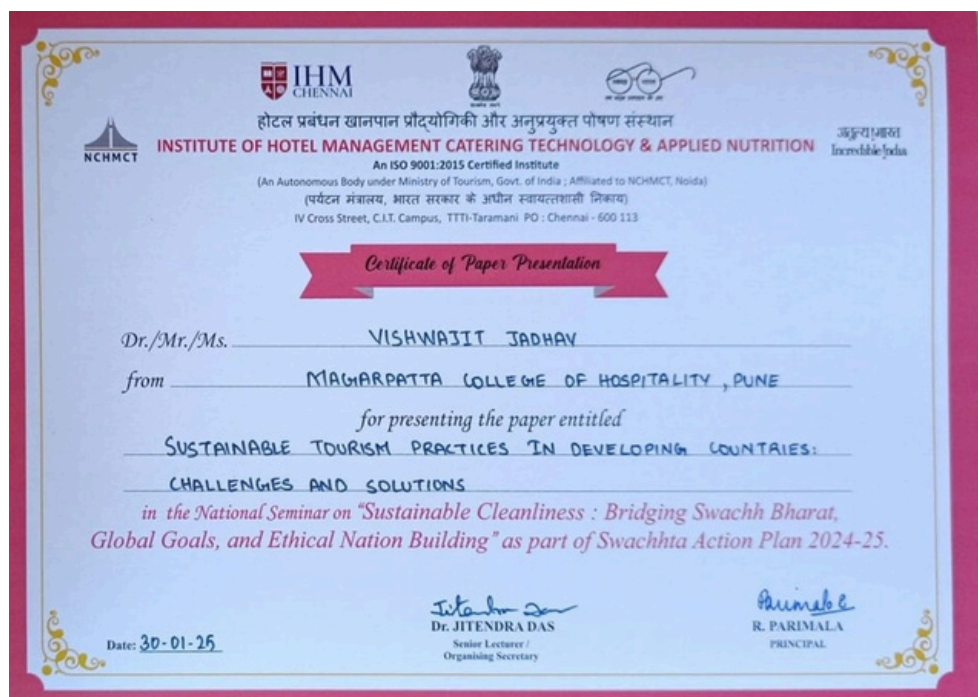 IHM
CHENNAI
होटल प्रबंधन खानपान प्रौद्योगिकी और अनुप्रयुक्त पोषण संस्थान
NCHMCT
INSTITUTE OF HOTEL MANAGEMENT CATERING TECHNOLOGY & APPLIED NUTRITION
अतुल्य भारत
Incredible India
An ISO 9001:2015 Certified Institute
(An Autonomous Body under Ministry of Tourism, Govt. of India ; Affiliated to NCHMCT, Noida)
(पर्यटन मंत्रालय, भारत सरकार के अधीन स्वायत्तशासी निकाय)
IV Cross Street, C.I.T. Campus, TTTI-Taramani PO : Chennai - 600 113
Certificate of Paper Presentation
Dr./Mr./Ms. VISHWAJIT JADHAV
from MAGARPATTA COLLEGE OF HOSPITALITY , PUNE
for presenting the paper entitled
SUSTAINABLE TOURISM PRACTICES IN DEVELOPING COUNTRIES:
CHALLENGES AND SOLUTIONS
in the National Seminar on "Sustainable Cleanliness : Bridging Swachh Bharat,
Global Goals, and Ethical Nation Building" as part of Swachhta Action Plan 2024-25.
Parimala R
Dr. JITENDRA DAS
R. PARIMALA
Date: 30-01-25
Senior Lecturer /
PRINCIPAL
Organising Secretary